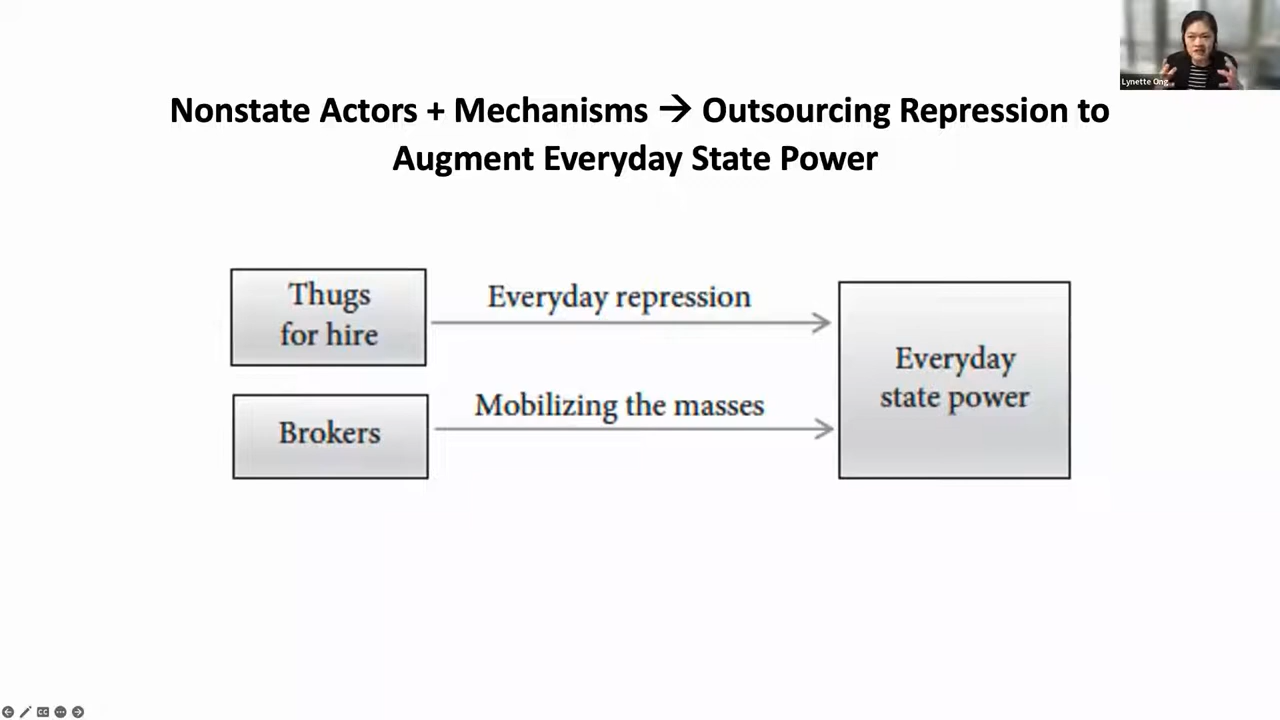 Lynette Ong
Nonstate Actors + Mechanisms → Outsourcing Repression to
Augment Everyday State Power
Thugs
for hire
Everyday repression
Brokers
Mobilizing the masses
Everyday
state power
CC